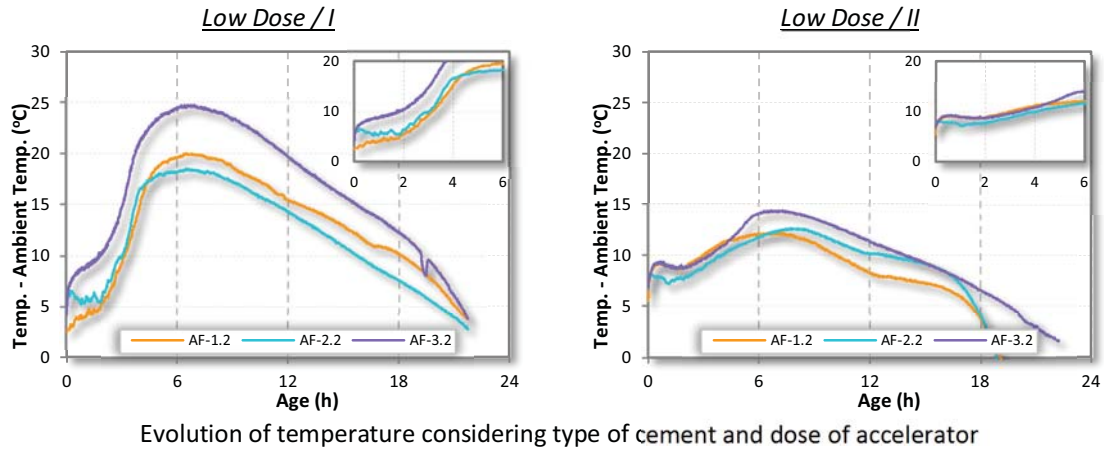 Low Dose / I
Low Dose / II
Temp. - Ambient Temp. (ºC)
30
25
20
15
10
5
0
20
10
0
0 2 4 6
AF-1.2 AF-2.2 AF-3.2
0 6 12 18 24
Age (h)
Temp. - Ambient Temp. (ºC)
30
25
20
15
10
5
0
20
10
0
0 2 4 6
AF-1.2 AF-2.2 AF-3.2
0 6 12 18 24
Age (h)
Evolution of temperature considering type of cement and dose of accelerator